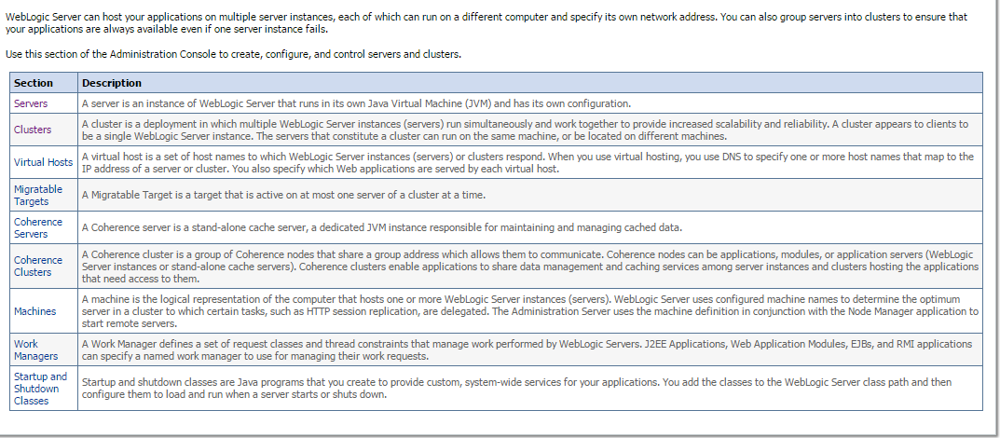 WebLogic Server can host your applications on multiple server instances, each of which can run on a different computer and specify its own network address. You can also group servers into clusters to ensure that
your applications are always available even if one server instance fails.
Use this section of the Administration Console to create, configure, and control servers and clusters.
Section Description
Servers A server is an instance of WebLogic Server that runs in its own Java Virtual Machine (JVM) and has its own configuration.
Clusters
A cluster is a deployment in which multiple WebLogic Server instances (servers) run simultaneously and work together to provide increased scalability and reliability. A cluster appears to clients to
be a single WebLogic Server instance. The servers that constitute a cluster can run on the same machine, or be located on different machines.
Virtual Hosts
A virtual host is a set of host names to which WebLogic Server instances (servers) or clusters respond. When you use virtual hosting, you use DNS to specify one or more host names that map to the
IP address of a server or cluster. You also specify which Web applications are served by each virtual host.
Migratable
Targets
A Migratable Target is a target that is active on at most one server of a cluster at a time.
Coherence
Servers
A Coherence server is a stand-alone cache server, a dedicated JVM instance responsible for maintaining and managing cached data.
Coherence
Clusters
A Coherence cluster is a group of Coherence nodes that share a group address which allows them to communicate. Coherence nodes can be applications, modules, or application servers (WebLogic
Server instances or stand-alone cache servers). Coherence clusters enable applications to share data management and caching services among server instances and clusters hosting the applications
that need access to them.
Machines
A machine is the logical representation of the computer that hosts one or more WebLogic Server instances (servers). WebLogic Server uses configured machine names to determine the optimum
server in a cluster to which certain tasks, such as HTTP session replication, are delegated. The Administration Server uses the machine definition in conjunction with the Node Manager application to
start remote servers.
Work
Managers
A Work Manager defines a set of request classes and thread constraints that manage work performed by WebLogic Servers. J2EE Applications, Web Application Modules, EJBs, and RMI applications
can specify a named work manager to use for managing their work requests.
Startup and
Shutdown
Classes
Startup and shutdown classes are Java programs that you create to provide custom, system-wide services for your applications. You add the classes to the WebLogic Server class path and then
configure them to load and run when a server starts or shuts down.